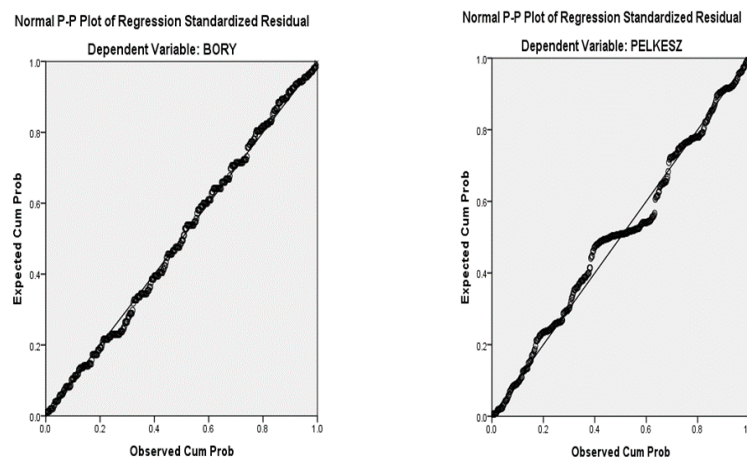 Normal P-P Plot of Regression Standardized Residual
Dependent Variable: BORY
1.0
0.8
0.6
0.4
0.2
0.0
0.0 0.2 0.4 0.6 0.8 1.0
Expected Cum Prob
Observed Cum Prob
Normal P-P Plot of Regression Standardized Residual
Dependent Variable: PELKESZ
1.0
0.8
0.6
0.4
0.2
0.0
0.0 0.2 0.4 0.6 0.8 1.0
Expected Cum Prob
Observed Cum Prob